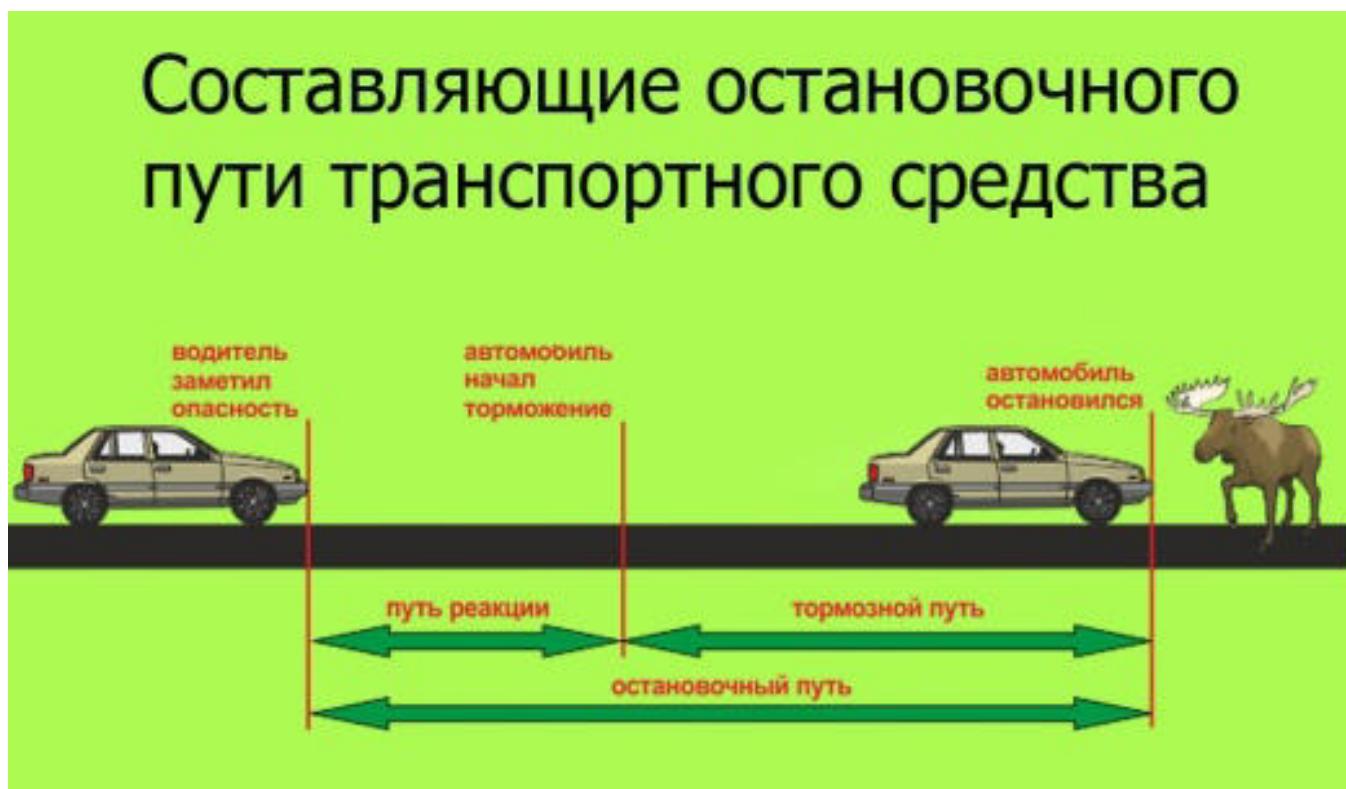 Составляющие остановочного
пути транспортного средства
водитель
заметил
опасность
автомобиль
начал
торможение
автомобиль
остановился
путь реакции
тормозной путь
остановочный путь